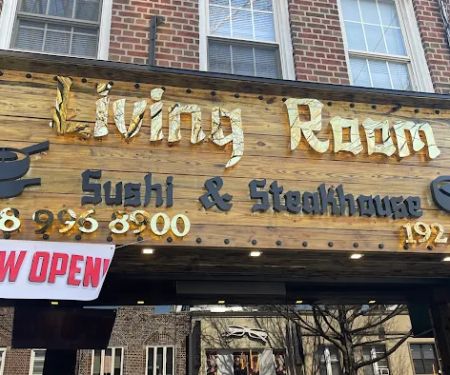 Living Room
Sushi & Steakhouse
8 996 8900
192
W OPEN!